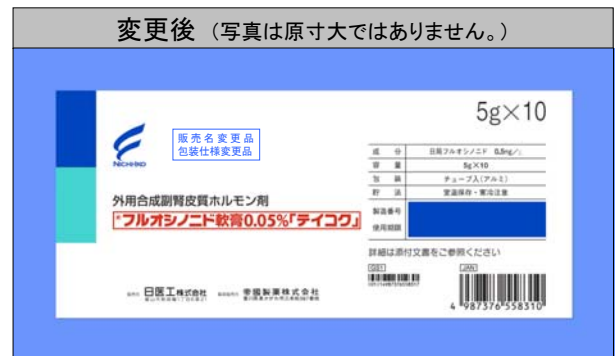 変更後 （写真は原寸大ではありません。）
5g×10
NICHI-IKO
販売名変更品
包装仕様変更品
成 分 日局フルオシノニド 0.5mg/g
容 量 5g×10
包 装 チューブ入(アルミ)
貯 法 室温保存・寒冷注意
製造番号
使用期限
外用合成副腎皮質ホルモン剤
*フルオシノニド軟膏0.05%「テイコク」
詳細は添付文書をご参照ください
GS1
JAN
日医工株式会社
帝國製薬株式会社
4 987376 558310